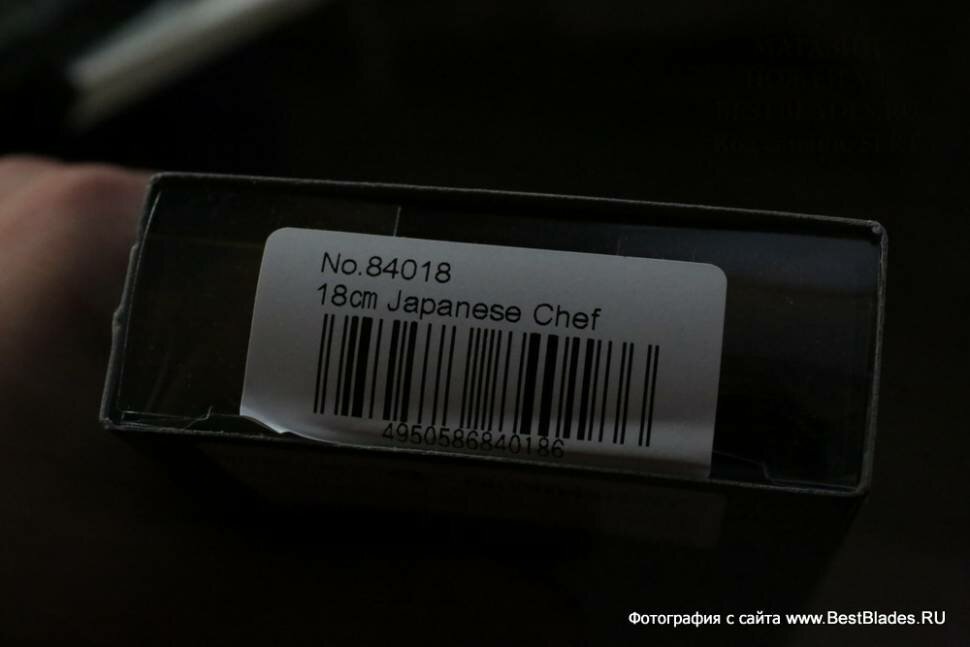 No.84018
18cm Japanese Chef
4950586840186
Фотография с сайта www.BestBlades.RU